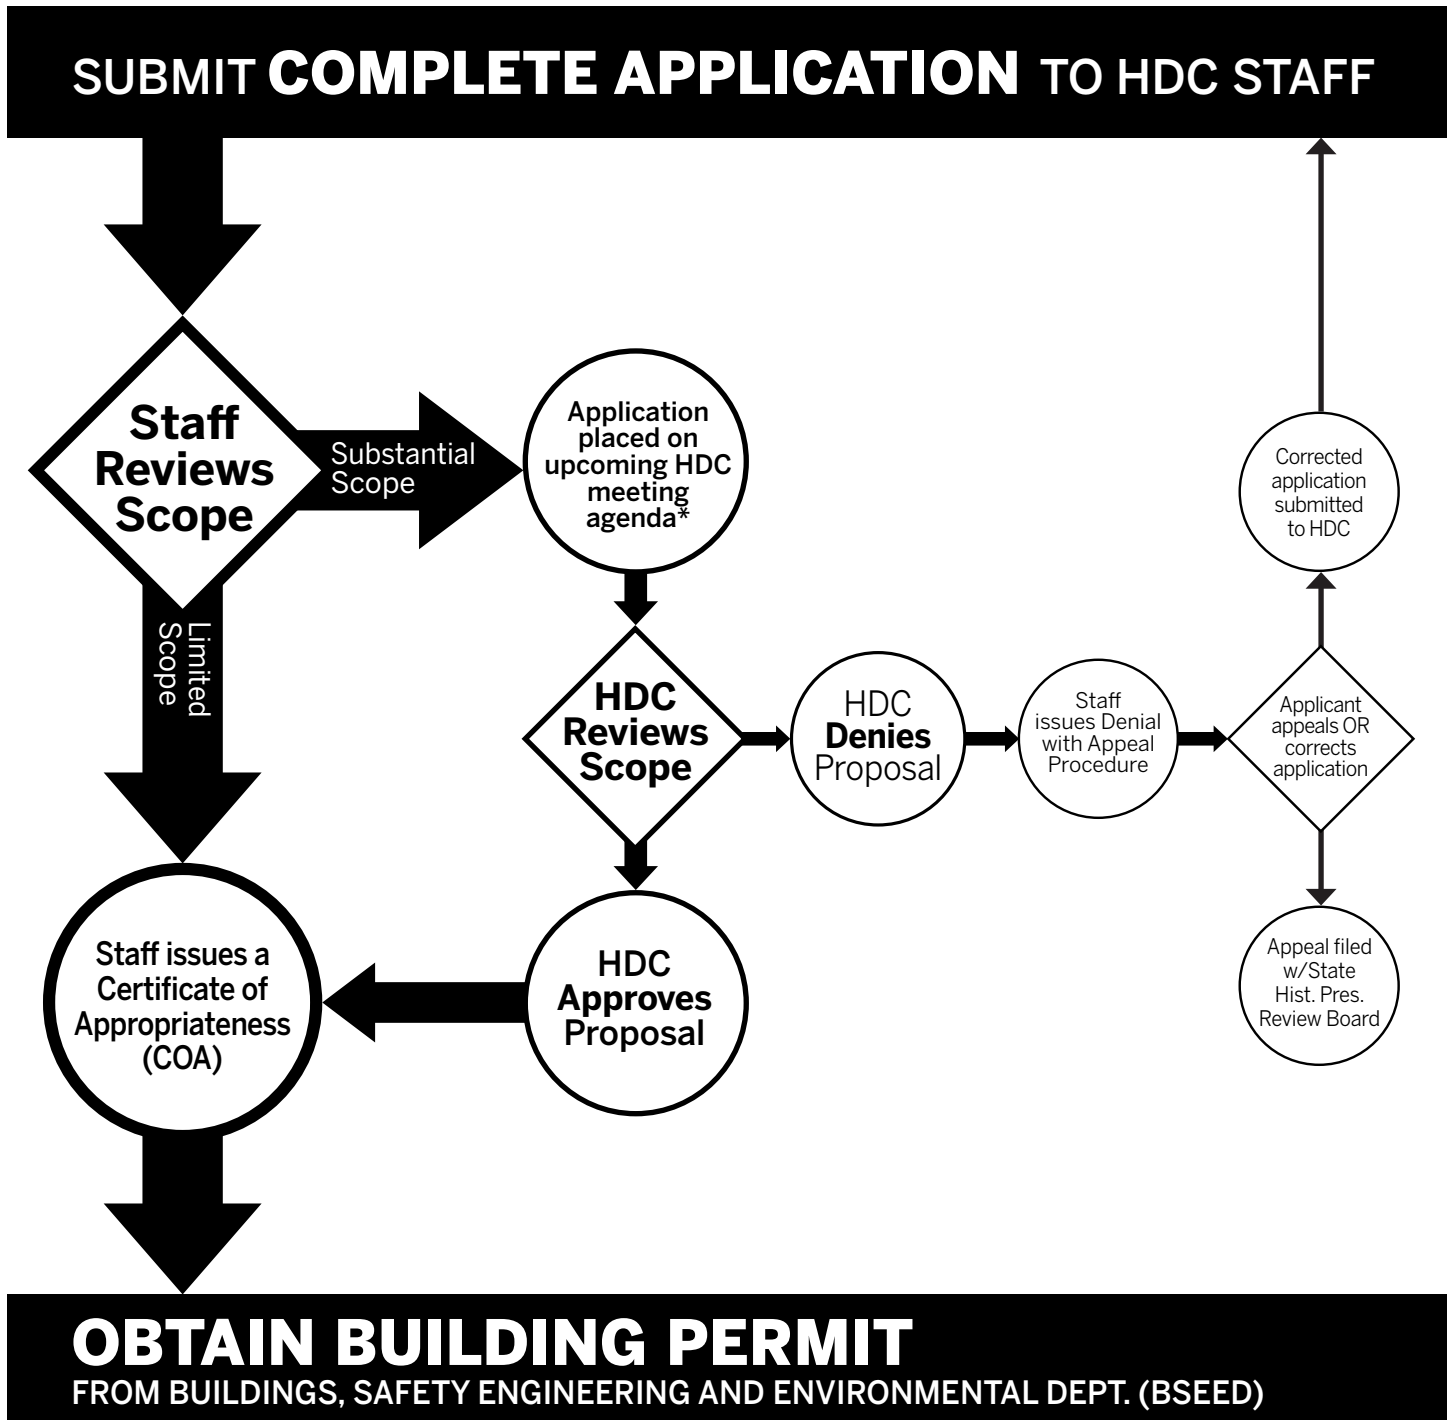 SUBMIT COMPLETE APPLICATION TO HDC STAFF
Staff
Reviews
Scope
Substantial
Scope
Application
placed on
upcoming HDC
meeting
agenda*
Corrected
application
submitted
to HDC
Limited
Scope
HDC
Reviews
Scope
HDC
Denies
Proposal
Staff
issues Denial
with Appeal
Procedure
Applicant
appeals OR
corrects
application
Staff issues a
Certificate of
Appropriateness
(COA)
HDC
Approves
Proposal
Appeal filed
w/State
Hist. Pres.
Review Board
OBTAIN BUILDING PERMIT
FROM BUILDINGS, SAFETY ENGINEERING AND ENVIRONMENTAL DEPT. (BSEED)